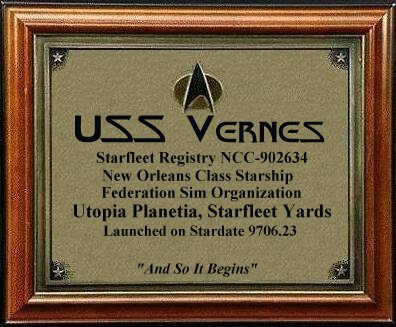 USS Vernes
Starfleet Registry NCC-902634
New Orleans Class Starship
Federation Sim Organization
Utopia Planetia, Starfleet Yards
Launched on Stardate 9706.23
"And So It Begins"